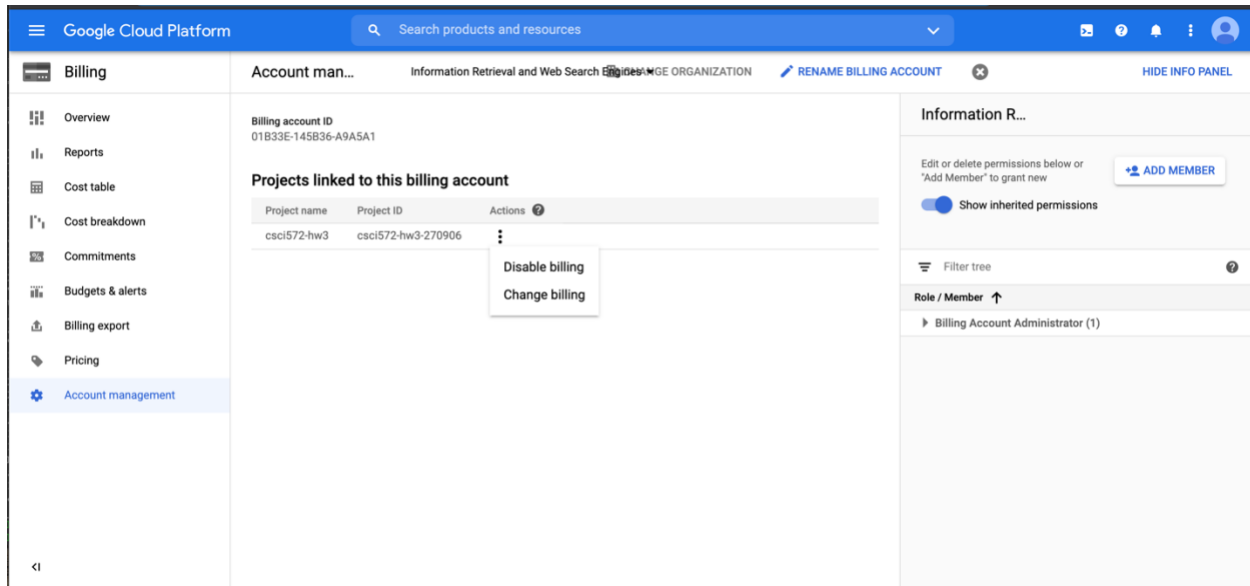 Google Cloud Platform
Search products and resources
Billing
Account man...
Information Retrieval and Web Search Engines
CHANGE ORGANIZATION
RENAME BILLING ACCOUNT
HIDE INFO PANEL
Overview
Reports
Cost table
Cost breakdown
Commitments
Budgets & alerts
Billing export
Pricing
Account management
Billing account ID
01B33E-145B36-A9A5A1
Projects linked to this billing account
Project name Project ID Actions
csci572-hw3 csci572-hw3-270906
Disable billing
Change billing
Information R...
Edit or delete permissions below or
"Add Member" to grant new
ADD MEMBER
Show inherited permissions
Filter tree
Role / Member
Billing Account Administrator (1)